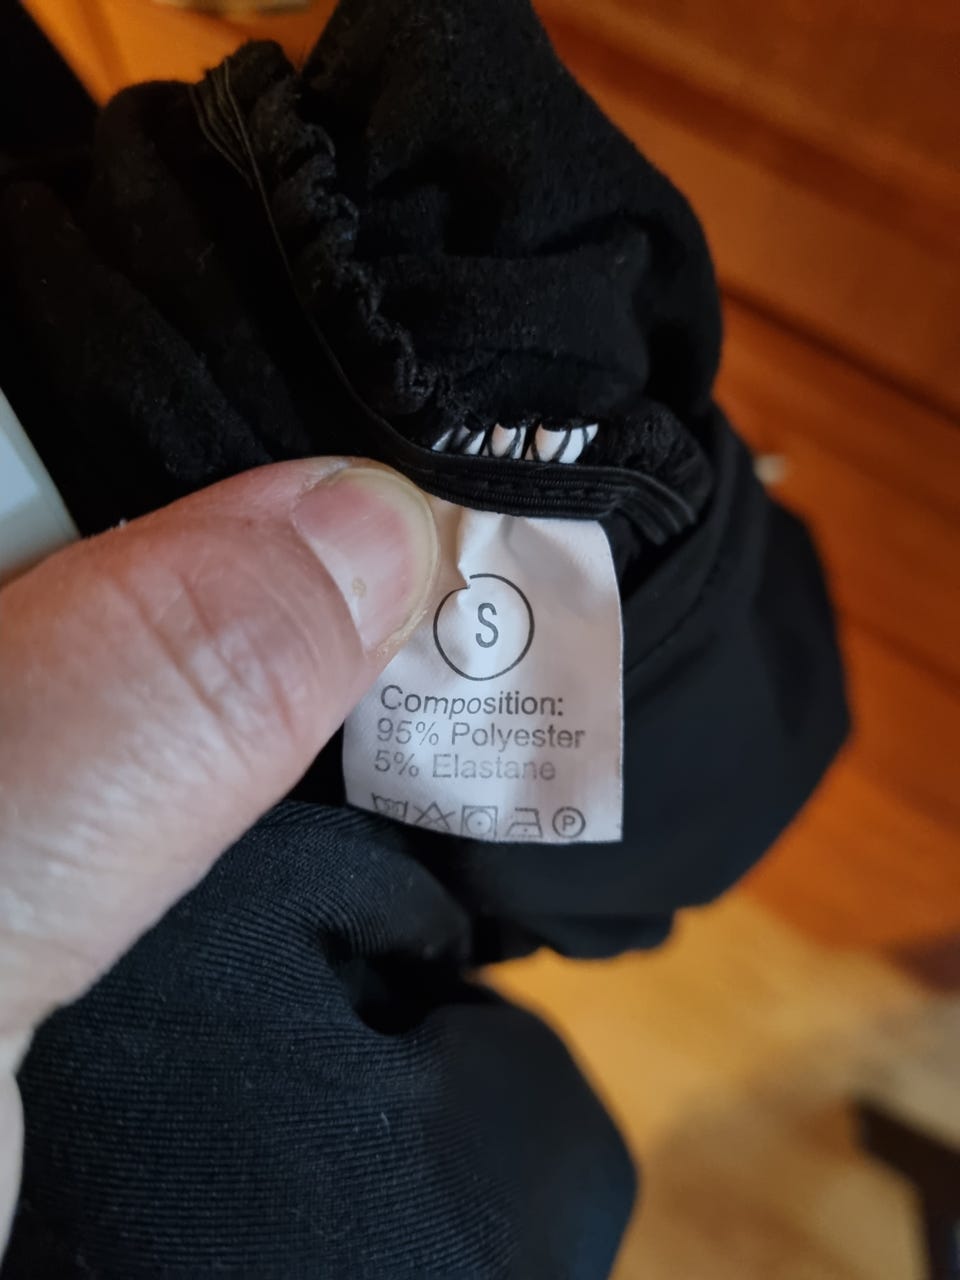 S
Composition:
95% Polyester
5% Elastane
P